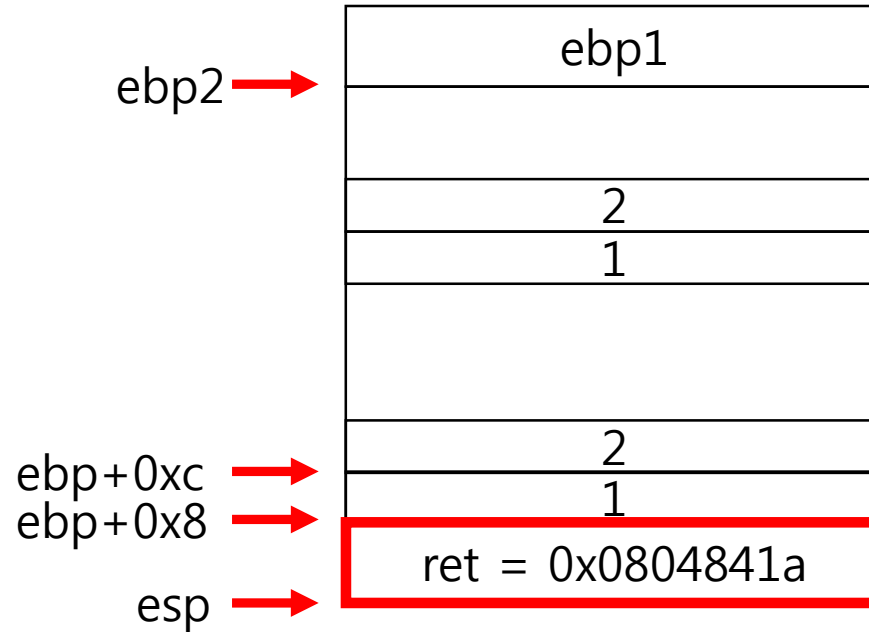 ebp1
ebp2
2
1
2
ebp+0xc
1
ebp+0x8
ret = 0x0804841a
esp